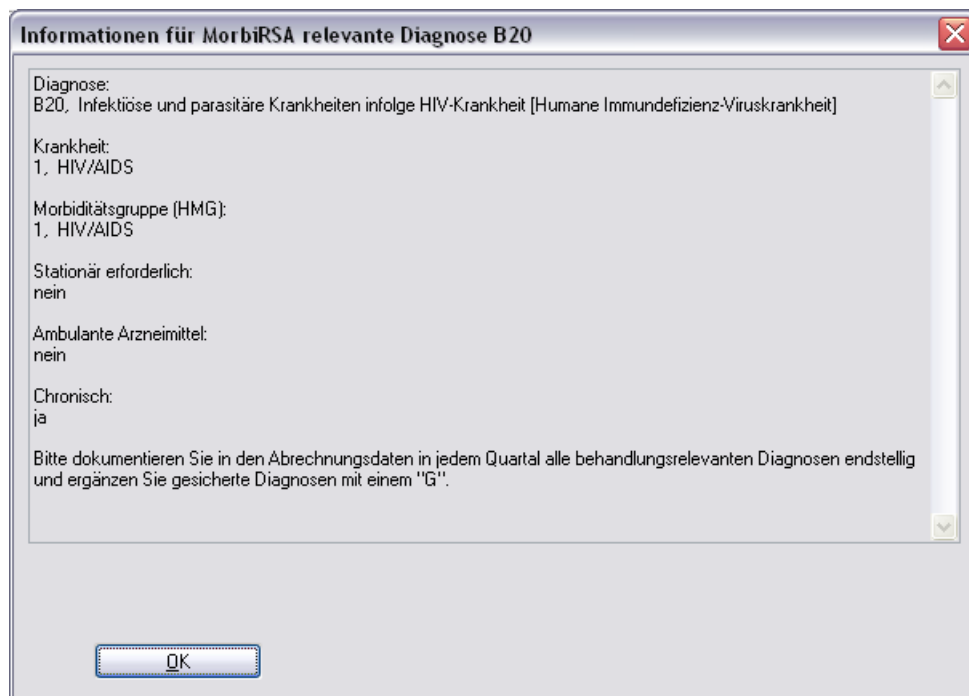 Informationen für MorbiRSA relevante Diagnose B20
Diagnose:
B20, Infektiöse und parasitäre Krankheiten infolge HIV-Krankheit [Humane Immundefizienz-Viruskrankheit]
Krankheit:
1, HIV/AIDS
Morbiditätsgruppe (HMG):
1, HIV/AIDS
Stationär erforderlich:
nein
Ambulante Arzneimittel:
nein
Chronisch:
ja
Bitte dokumentieren Sie in den Abrechnungsdaten in jedem Quartal alle behandlungsrelevanten Diagnosen endstellig
und ergänzen Sie gesicherte Diagnosen mit einem "G".
OK